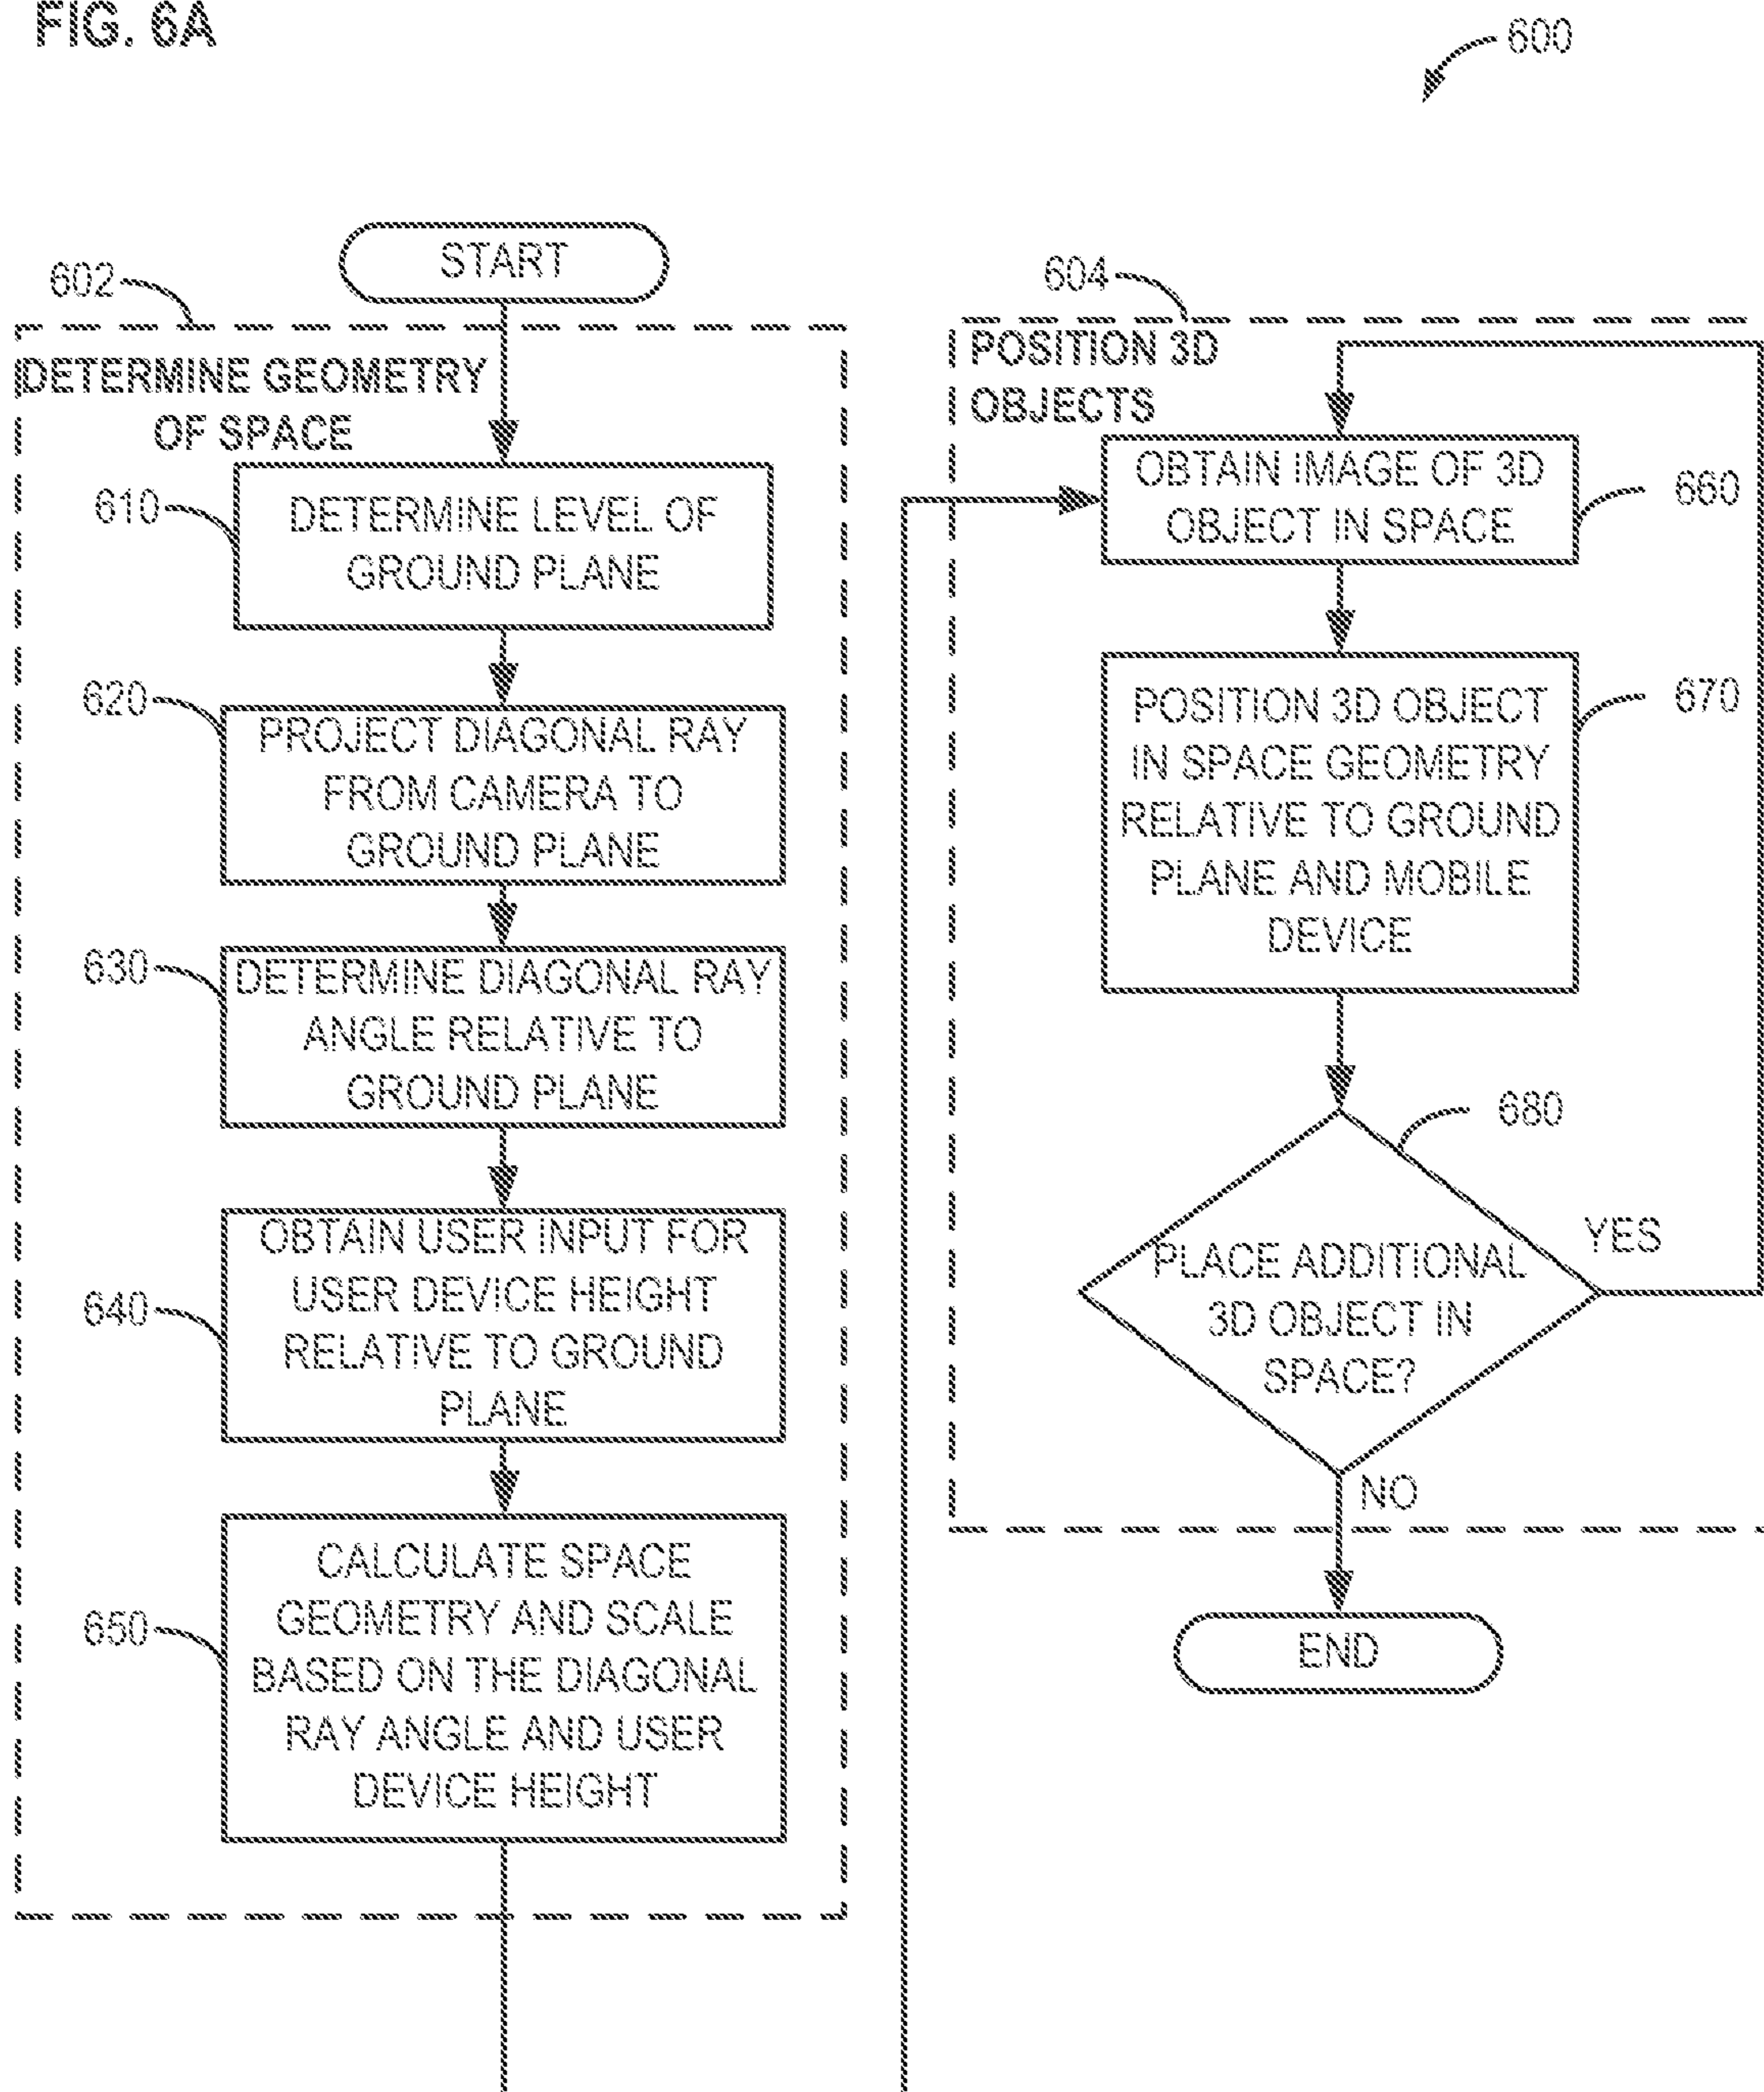 FIG. 6A
600
START
602
DETERMINE GEOMETRY
OF SPACE
610
DETERMINE LEVEL OF
GROUND PLANE
620
PROJECT DIAGONAL RAY
FROM CAMERA TO
GROUND PLANE
630
DETERMINE DIAGONAL RAY
ANGLE RELATIVE TO
GROUND PLANE
640
OBTAIN USER INPUT FOR
USER DEVICE HEIGHT
RELATIVE TO GROUND
PLANE
650
CALCULATE SPACE
GEOMETRY AND SCALE
BASED ON THE DIAGONAL
RAY ANGLE AND USER
DEVICE HEIGHT
604
POSITION 3D
OBJECTS
OBTAIN IMAGE OF 3D
OBJECT IN SPACE
660
POSITION 3D OBJECT
IN SPACE GEOMETRY
RELATIVE TO GROUND
PLANE AND MOBILE
DEVICE
670
680
PLACE ADDITIONAL
3D OBJECT IN
SPACE?
YES
NO
END